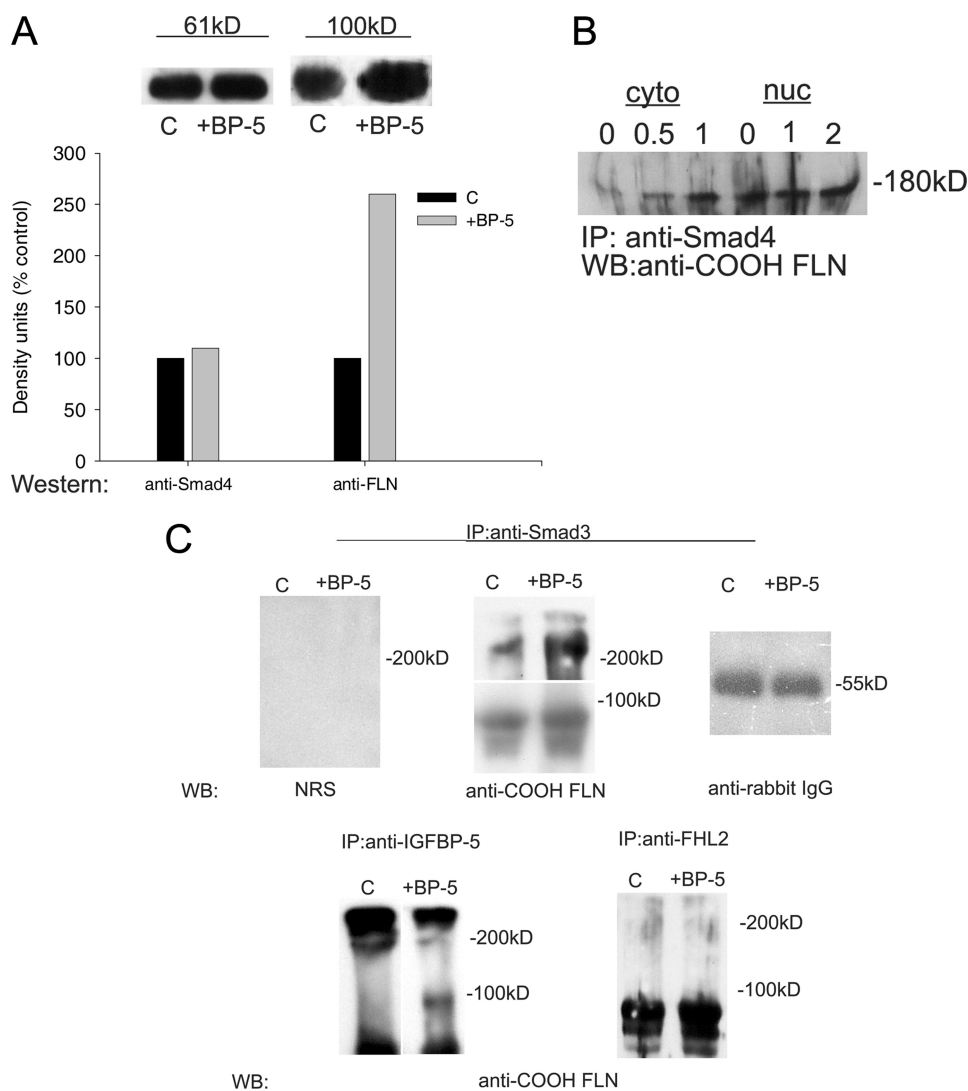 A
61kD 100kD
C +BP-5 C +BP-5
300
250
200
150
100
50
0
Density units (% control)
C
+BP-5
Western: anti-Smad4 anti-FLN
B
cyto nuc
0 0.5 1 0 1 2
-180kD
IP: anti-Smad4
WB:anti-COOH FLN
C
IP:anti-Smad3
C +BP-5 C +BP-5 C +BP-5
-200kD -200kD -55kD
-100kD
WB: NRS anti-COOH FLN anti-rabbit IgG
IP:anti-IGFBP-5 IP:anti-FHL2
C +BP-5 C +BP-5
-200kD -200kD
-100kD -100kD
WB: anti-COOH FLN